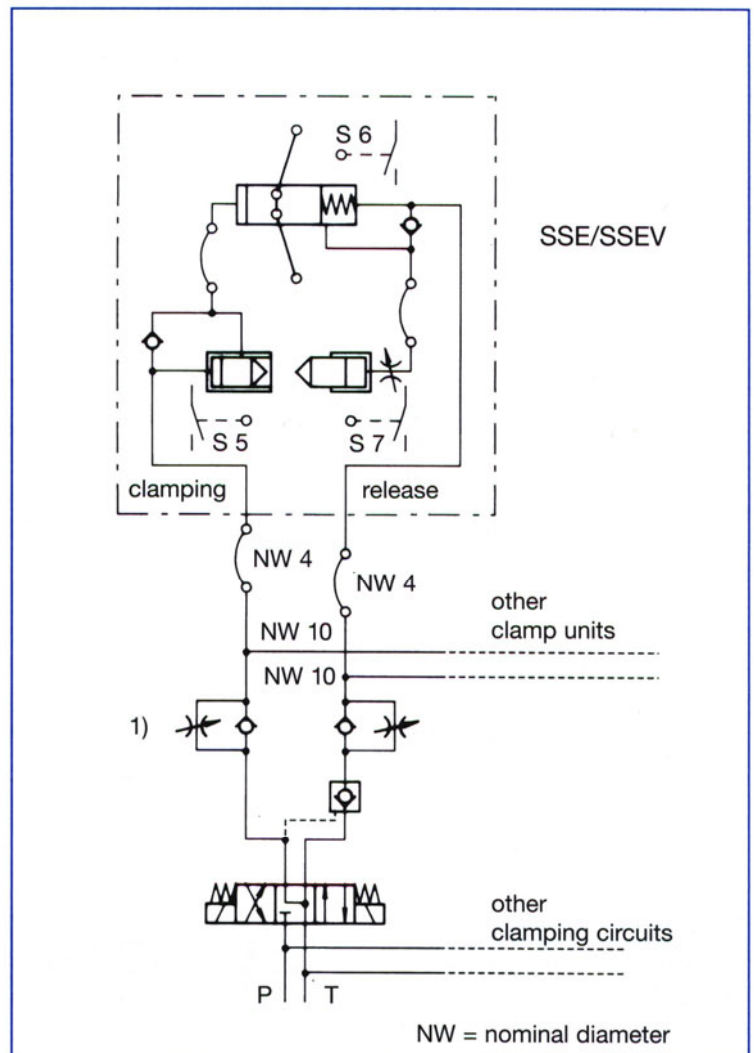 S 6
SSE/SSEV
S 5
S 7
clamping
release
NW 4
NW 4
other
clamp units
NW 10
NW 10
1)
other
clamping circuits
P
T
NW = nominal diameter